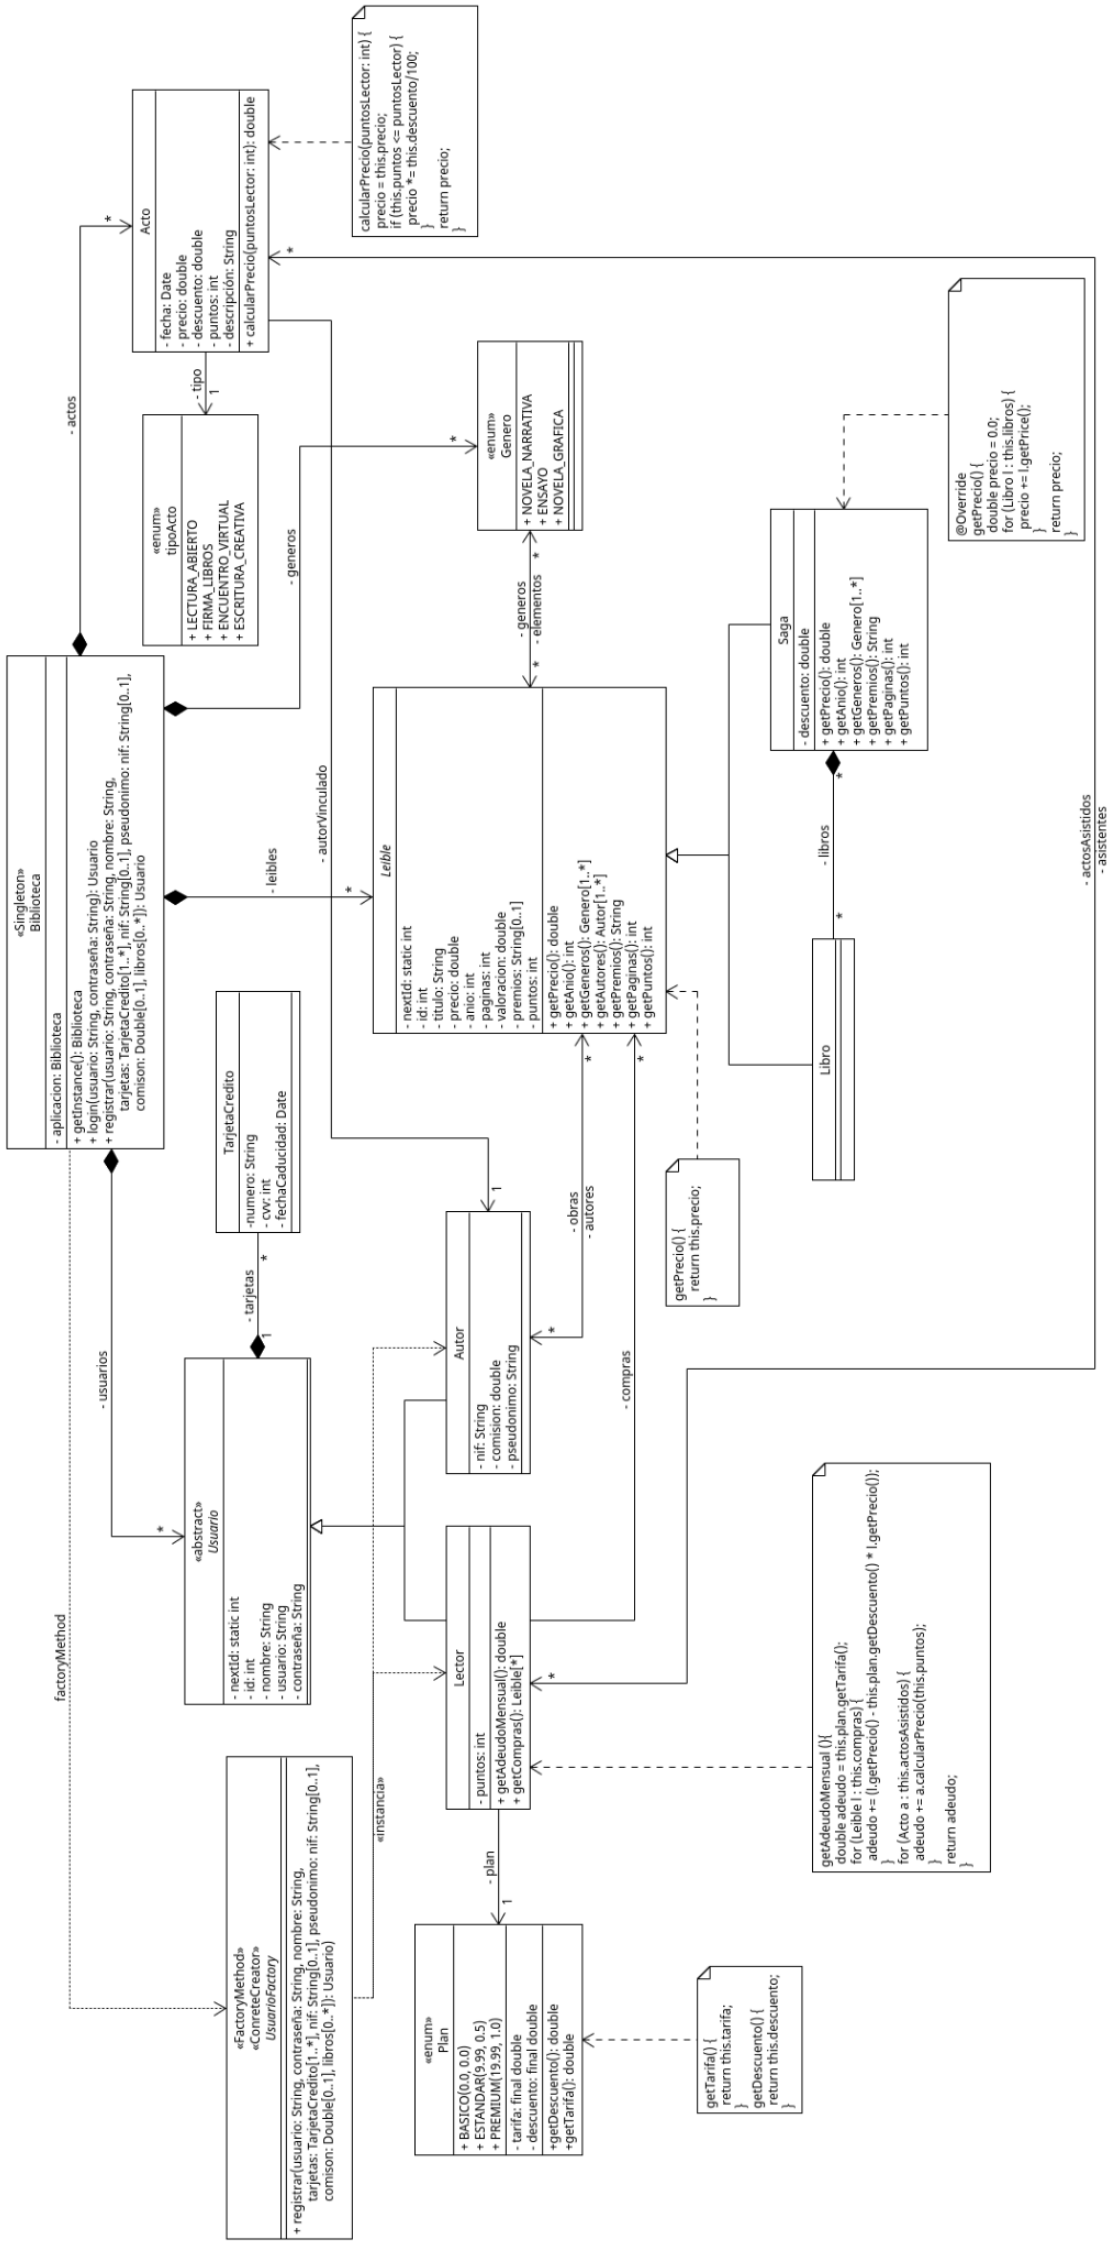 «FactoryMethod»
«ConreteCreator»
UsuarioFactory
+ registrar(usuario: String, contraseña: String, nombre: String,
tarjetas: TarjetaCredito[1..*], nif: String[0..1], pseudonimo: nif: String[0..1],
comison: Double[0..1], libros[0..*]): Usuario)
factoryMethod
«instancia»
«Singleton»
Biblioteca
- aplicacion: Biblioteca
+ getInstance(): Biblioteca
+ login(usuario: String, contraseña: String): Usuario
+ registrar(usuario: String, contraseña: String, nombre: String,
tarjetas: TarjetaCredito[1..*], nif: String[0..1], pseudonimo: nif: String[0..1],
comison: Double[0..1], libros[0..*]): Usuario
- usuarios
*
- leibles
*
- generos
*
- actos
*
«abstract»
Usuario
- nextId: static int
- id: int
- nombre: String
- usuario: String
- contraseña: String
1
- tarjetas
*
TarjetaCredito
-numero: String
- cvv: int
- fechaCaducidad: Date
«enum»
tipoActo
+ LECTURA_ABIERTO
+ FIRMA_LIBROS
+ ENCUENTRO_VIRTUAL
+ ESCRITURA_CREATIVA
- tipo
1
Acto
- fecha: Date
- precio: double
- descuento: double
- puntos: int
- descripción: String
+ calcularPrecio(puntosLector: int): double
calcularPrecio(puntosLector: int) {
precio = this.precio;
if (this.puntos <= puntosLector) {
precio *= this.descuento/100;
}
return precio;
}
- autorVinculado
1
«enum»
Plan
+ BASICO(0.0, 0.0)
+ ESTANDAR(9.99, 0.5)
+ PREMIUM(19.99, 1.0)
- tarifa: final double
- descuento: final double
+getDescuento(): double
+getTarifa(): double
- plan
1
Lector
- puntos: int
+ getAdeudoMensual(): double
+ getCompras(): Leible[*]
Autor
- nif: String
- comision: double
- pseudonimo: String
- obras
- autores
*
*
- compras
*
Leible
- nextId: static int
- id: int
- titulo: String
- precio: double
- anio: int
- paginas: int
- valoracion: double
- premios: String[0..1]
- puntos: int
+ getPrecio(): double
+ getAnio(): int
+ getGeneros(): Genero[1..*]
+ getAutores(): Autor[1..*]
+ getPremios(): String
+ getPaginas(): int
+ getPuntos(): int
- generos
- elementos
*
*
«enum»
Genero
+ NOVELA_NARRATIVA
+ ENSAYO
+ NOVELA_GRAFICA
getTarifa() {
return this.tarifa;
}
getDescuento() {
return this.descuento;
}
getPrecio() {
return this.precio;
}
getAdeudoMensual (){
double adeudo = this.plan.getTarifa();
for (Leible l : this.compras) {
adeudo += (l.getPrecio() - this.plan.getDescuento() * l.getPrecio());
}
for (Acto a : this.actosAsistidos) {
adeudo += a.calcularPrecio(this.puntos);
}
return adeudo;
}
Libro
- libros
*
*
Saga
- descuento: double
+ getPrecio(): double
+ getAnio(): int
+ getGeneros(): Genero[1..*]
+ getPremios(): String
+ getPaginas(): int
+ getPuntos(): int
@Override
getPrecio() {
double precio = 0.0;
for (Libro l : this.libros) {
precio += l.getPrice();
}
return precio;
}
- actosAsistidos
- asistentes
*
*